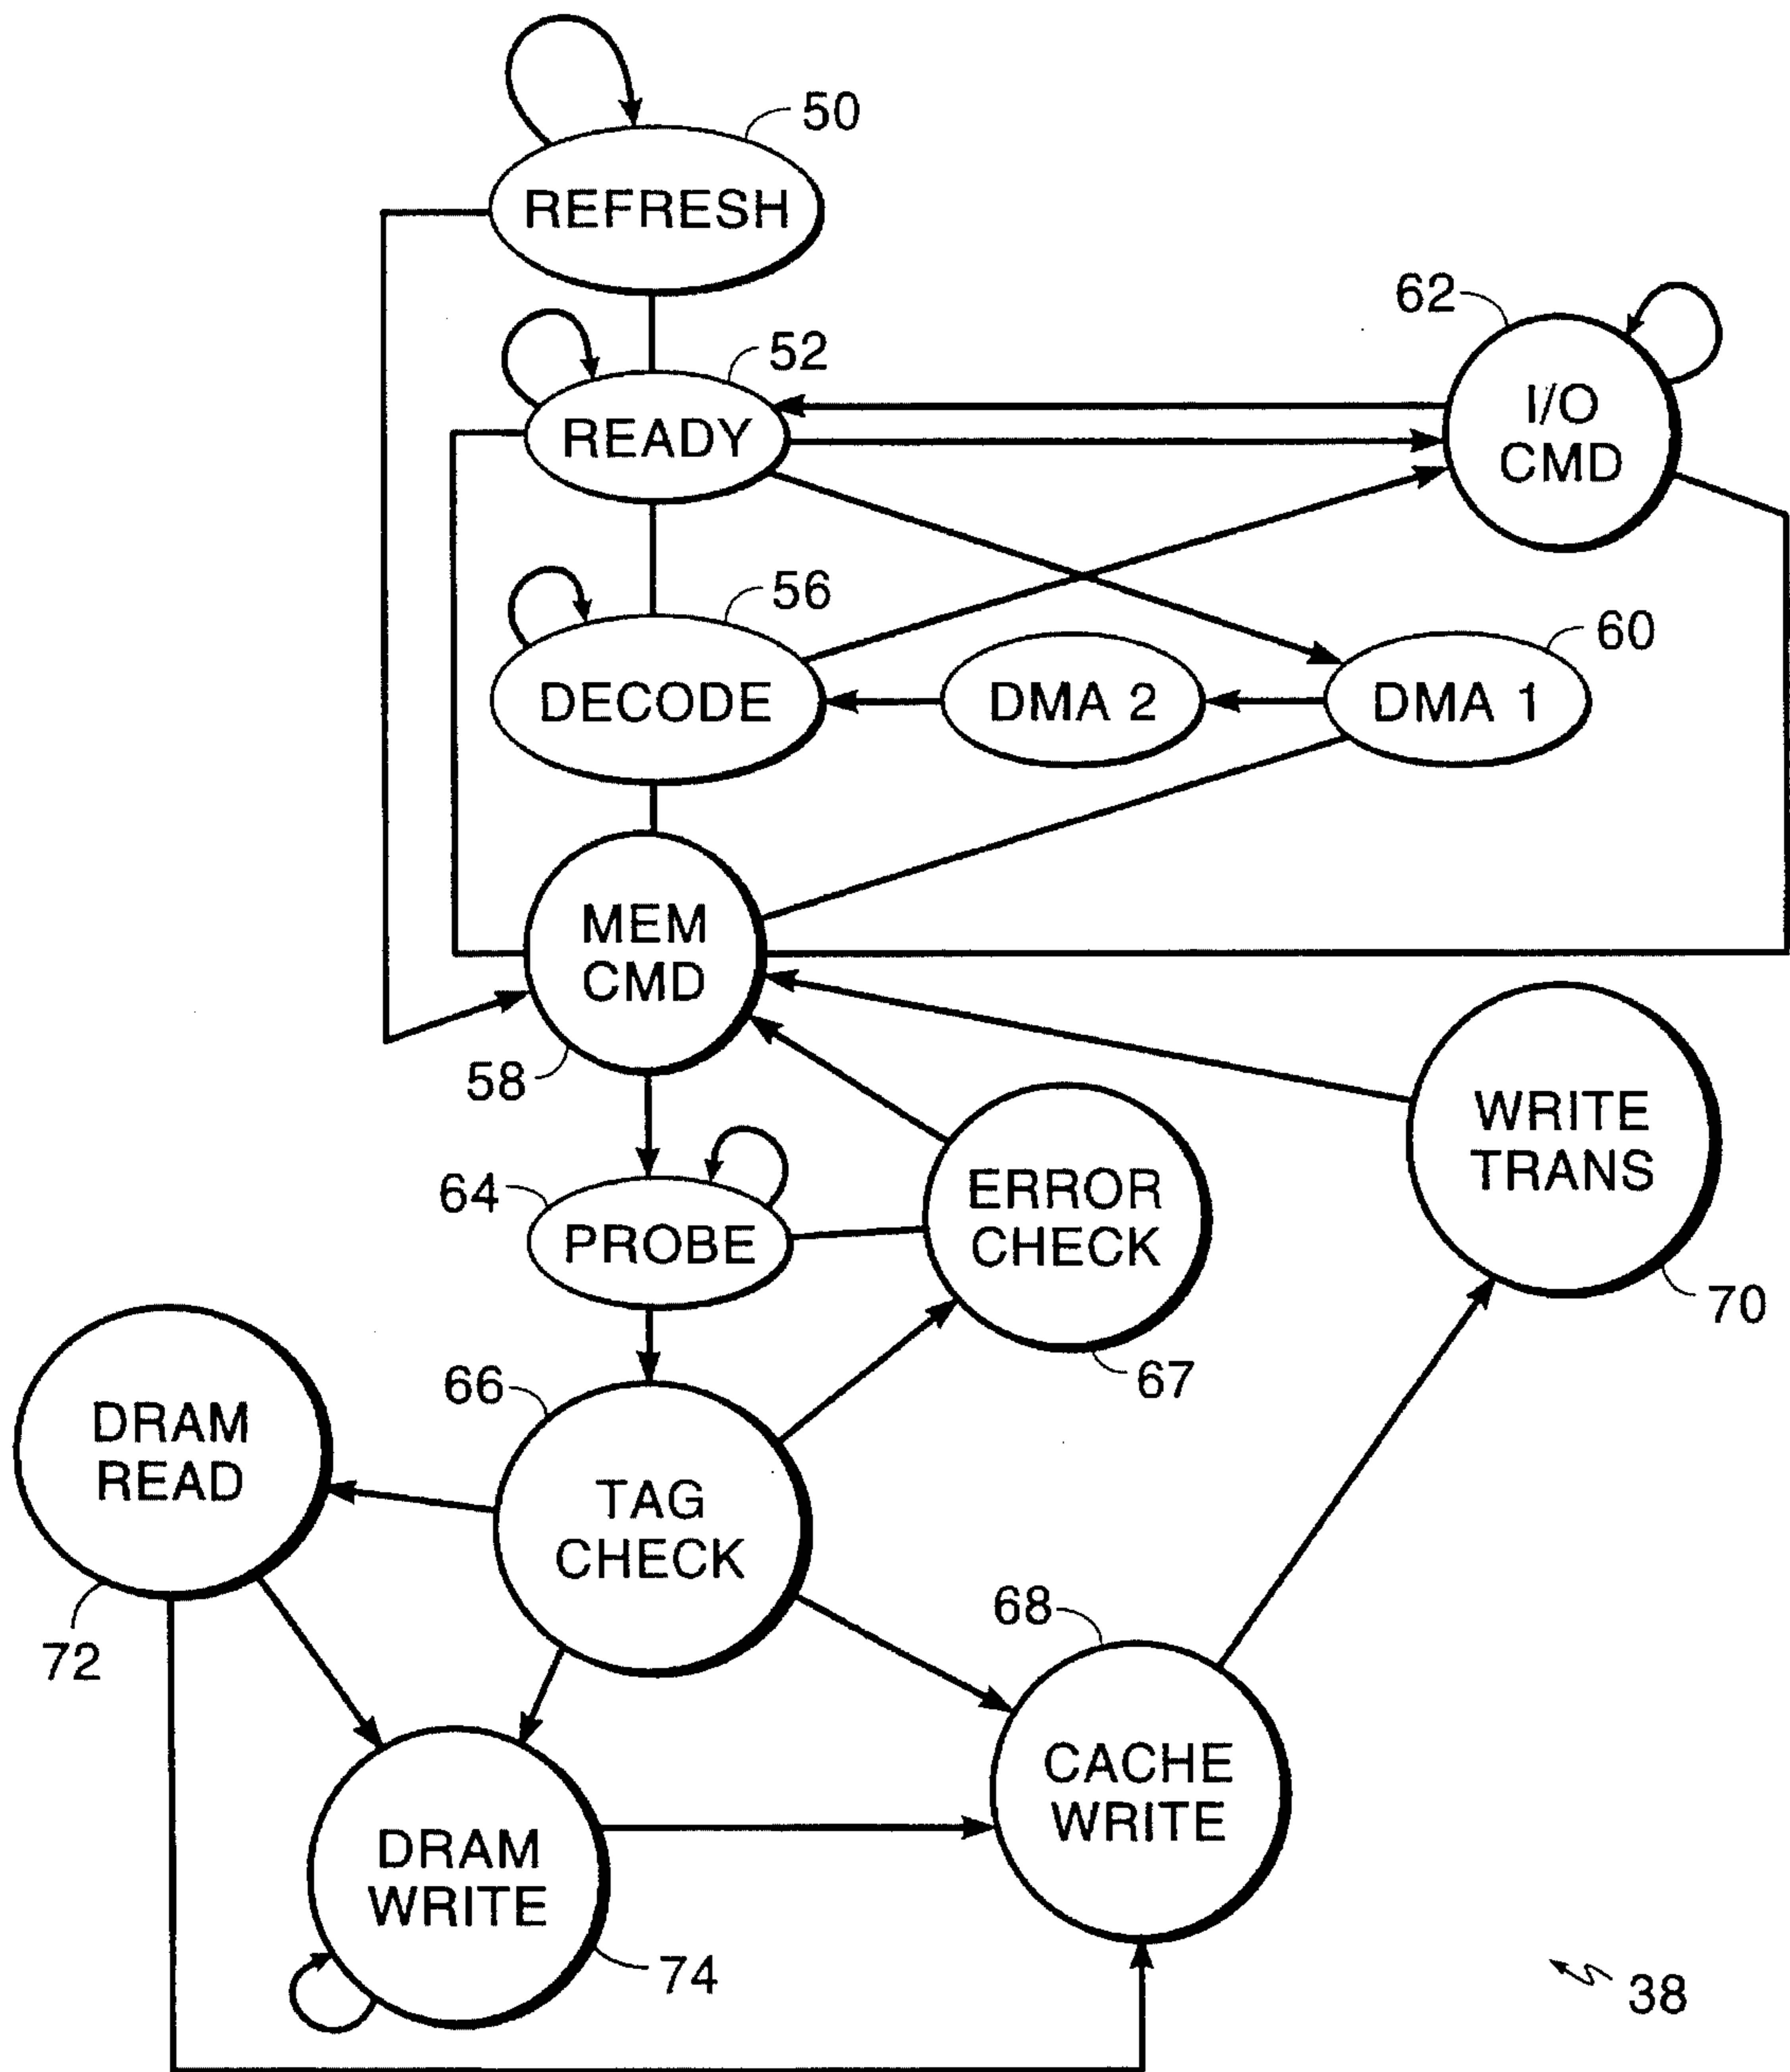 50
REFRESH
62
52
I/O
CMD
READY
56
60
DECODE
DMA 2
DMA 1
MEM
CMD
58
WRITE
TRANS
64
ERROR
CHECK
PROBE
70
66
67
DRAM
READ
TAG
CHECK
68
72
CACHE
WRITE
DRAM
WRITE
74
38